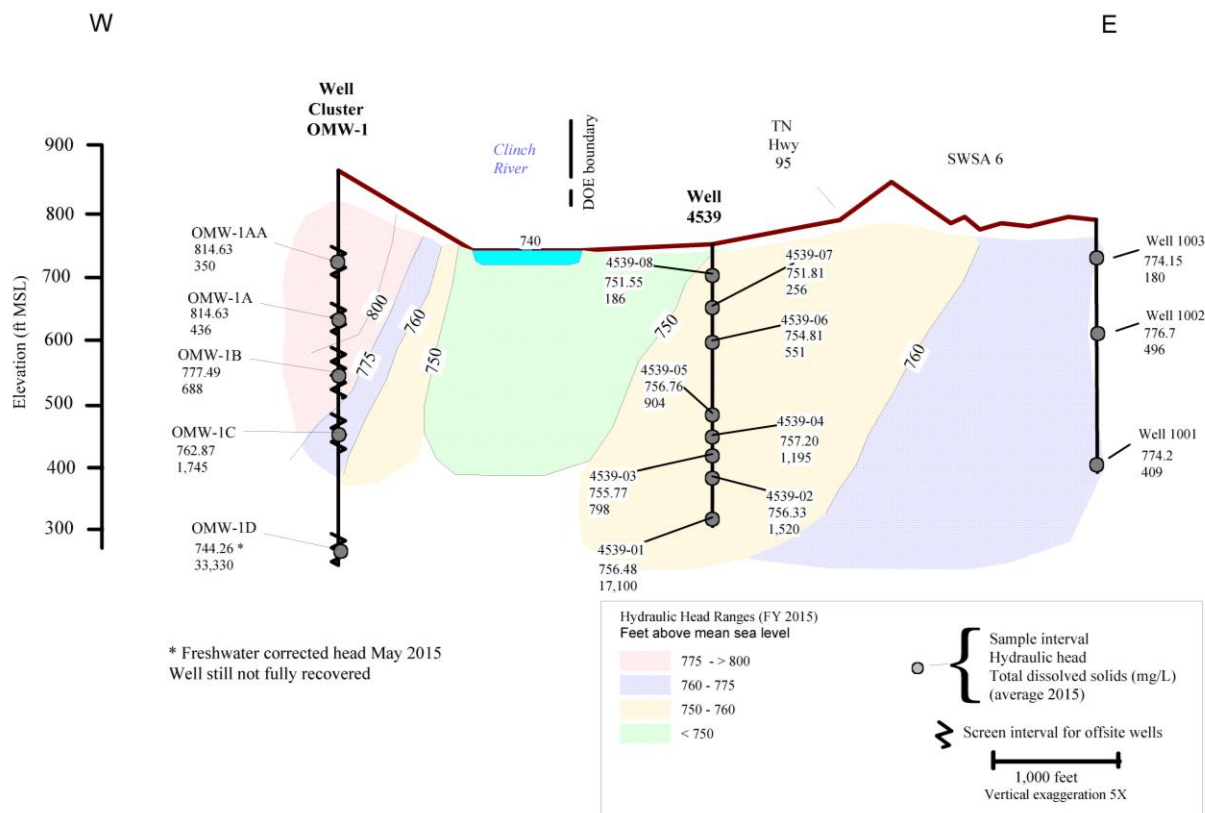 W
E
Well
Cluster
OMW-1
900
800
700
600
500
400
300
Elevation (ft MSL)
Clinch
River
DOE boundary
TN
Hwy
95
SWSA 6
Well
4539
740
OMW-1AA
814.63
350
OMW-1A
814.63
436
OMW-1B
777.49
688
OMW-1C
762.87
1,745
OMW-1D
744.26 *
33,330
800
775
760
750
750
760
4539-08
751.55
186
4539-07
751.81
256
4539-06
754.81
551
4539-05
756.76
904
4539-04
757.20
1,195
4539-03
755.77
798
4539-02
756.33
1,520
4539-01
756.48
17,100
Well 1003
774.15
180
Well 1002
776.7
496
Well 1001
774.2
409
* Freshwater corrected head May 2015
Well still not fully recovered
Hydraulic Head Ranges (FY 2015)
Feet above mean sea level
775 - > 800
760 - 775
750 - 760
< 750
Sample interval
Hydraulic head
Total dissolved solids (mg/L)
(average 2015)
Screen interval for offsite wells
1,000 feet
Vertical exaggeration 5X